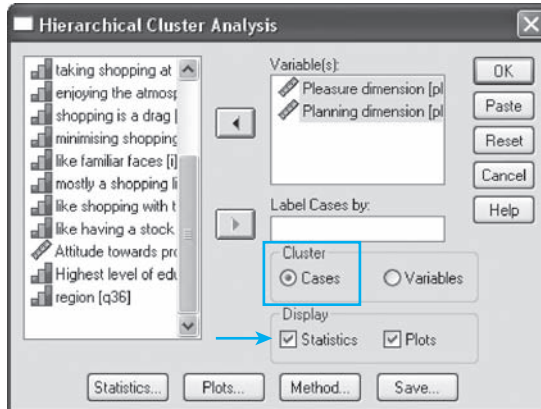 Hierarchical Cluster Analysis
taking shopping at
enjoying the atmosp
shopping is a drag [
minimising shopping
like familiar faces [i]
mostly a shopping li
like shopping with t
like having a stock
Attitude towards pro
Highest level of edu
region [q36]
Variable(s):
Pleasure dimension [pl
Planning dimension [pl
Label Cases by:
Cluster
Cases
Variables
Display
Statistics
Plots
OK
Paste
Reset
Cancel
Help
Statistics...
Plots...
Method...
Save...